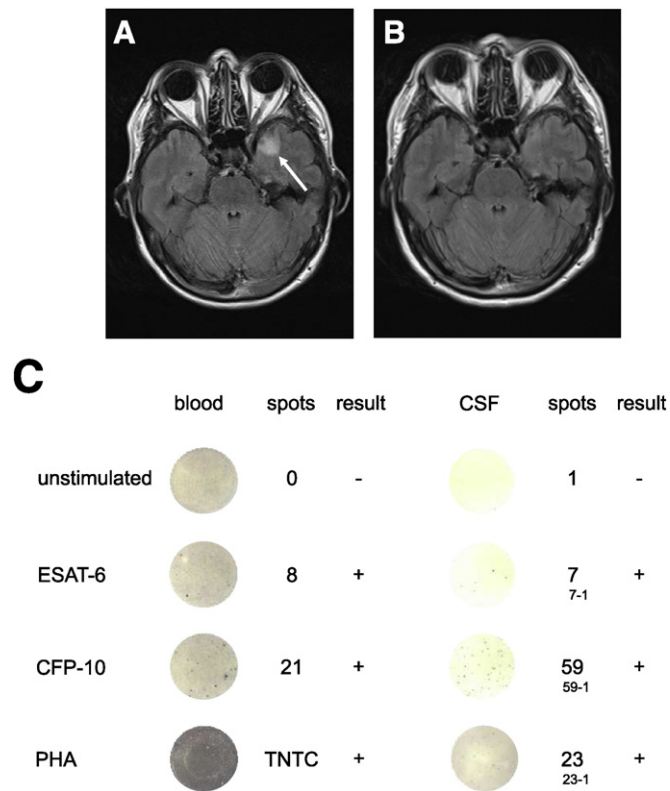 A
B
C
blood spots result CSF spots result
unstimulated 0 - 1 -
ESAT-6 8 + 7 +
7-1
CFP-10 21 + 59 +
59-1
PHA TNTC + 23 +
23-1